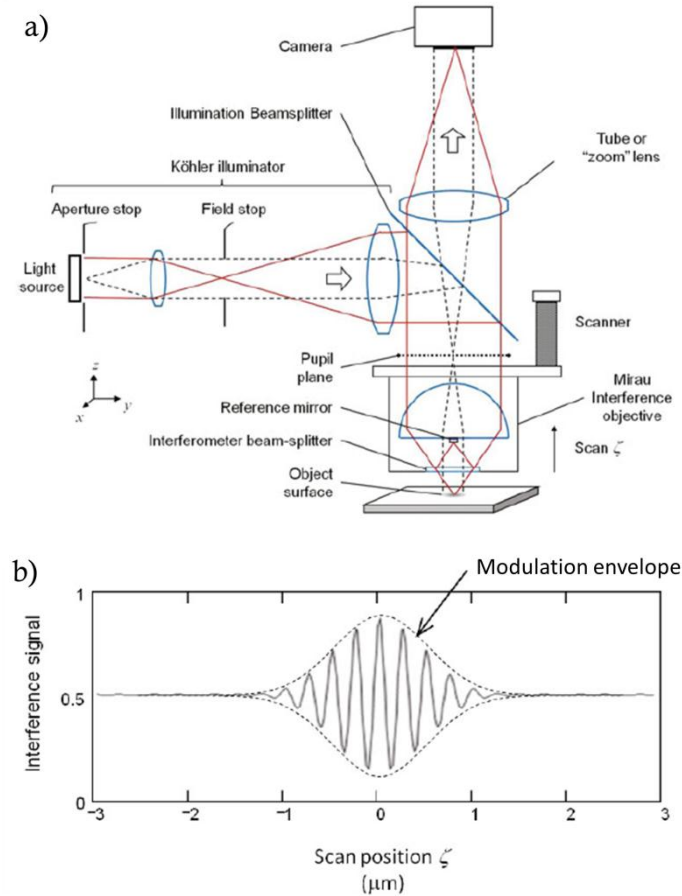 a)
Camera
Illumination Beamsplitter
Tube or
"zoom" lens
Köhler illuminator
Aperture stop
Field stop
Light
source
Scanner
Pupil
plane
z
x
y
Mirau
Interference
objective
Reference mirror
Interferometer beam-splitter
Scan ζ
Object
surface
b)
Modulation envelope
Interference signal
1
0.5
0
−3
−2
−1
0
1
2
3
Scan position ζ
(μm)